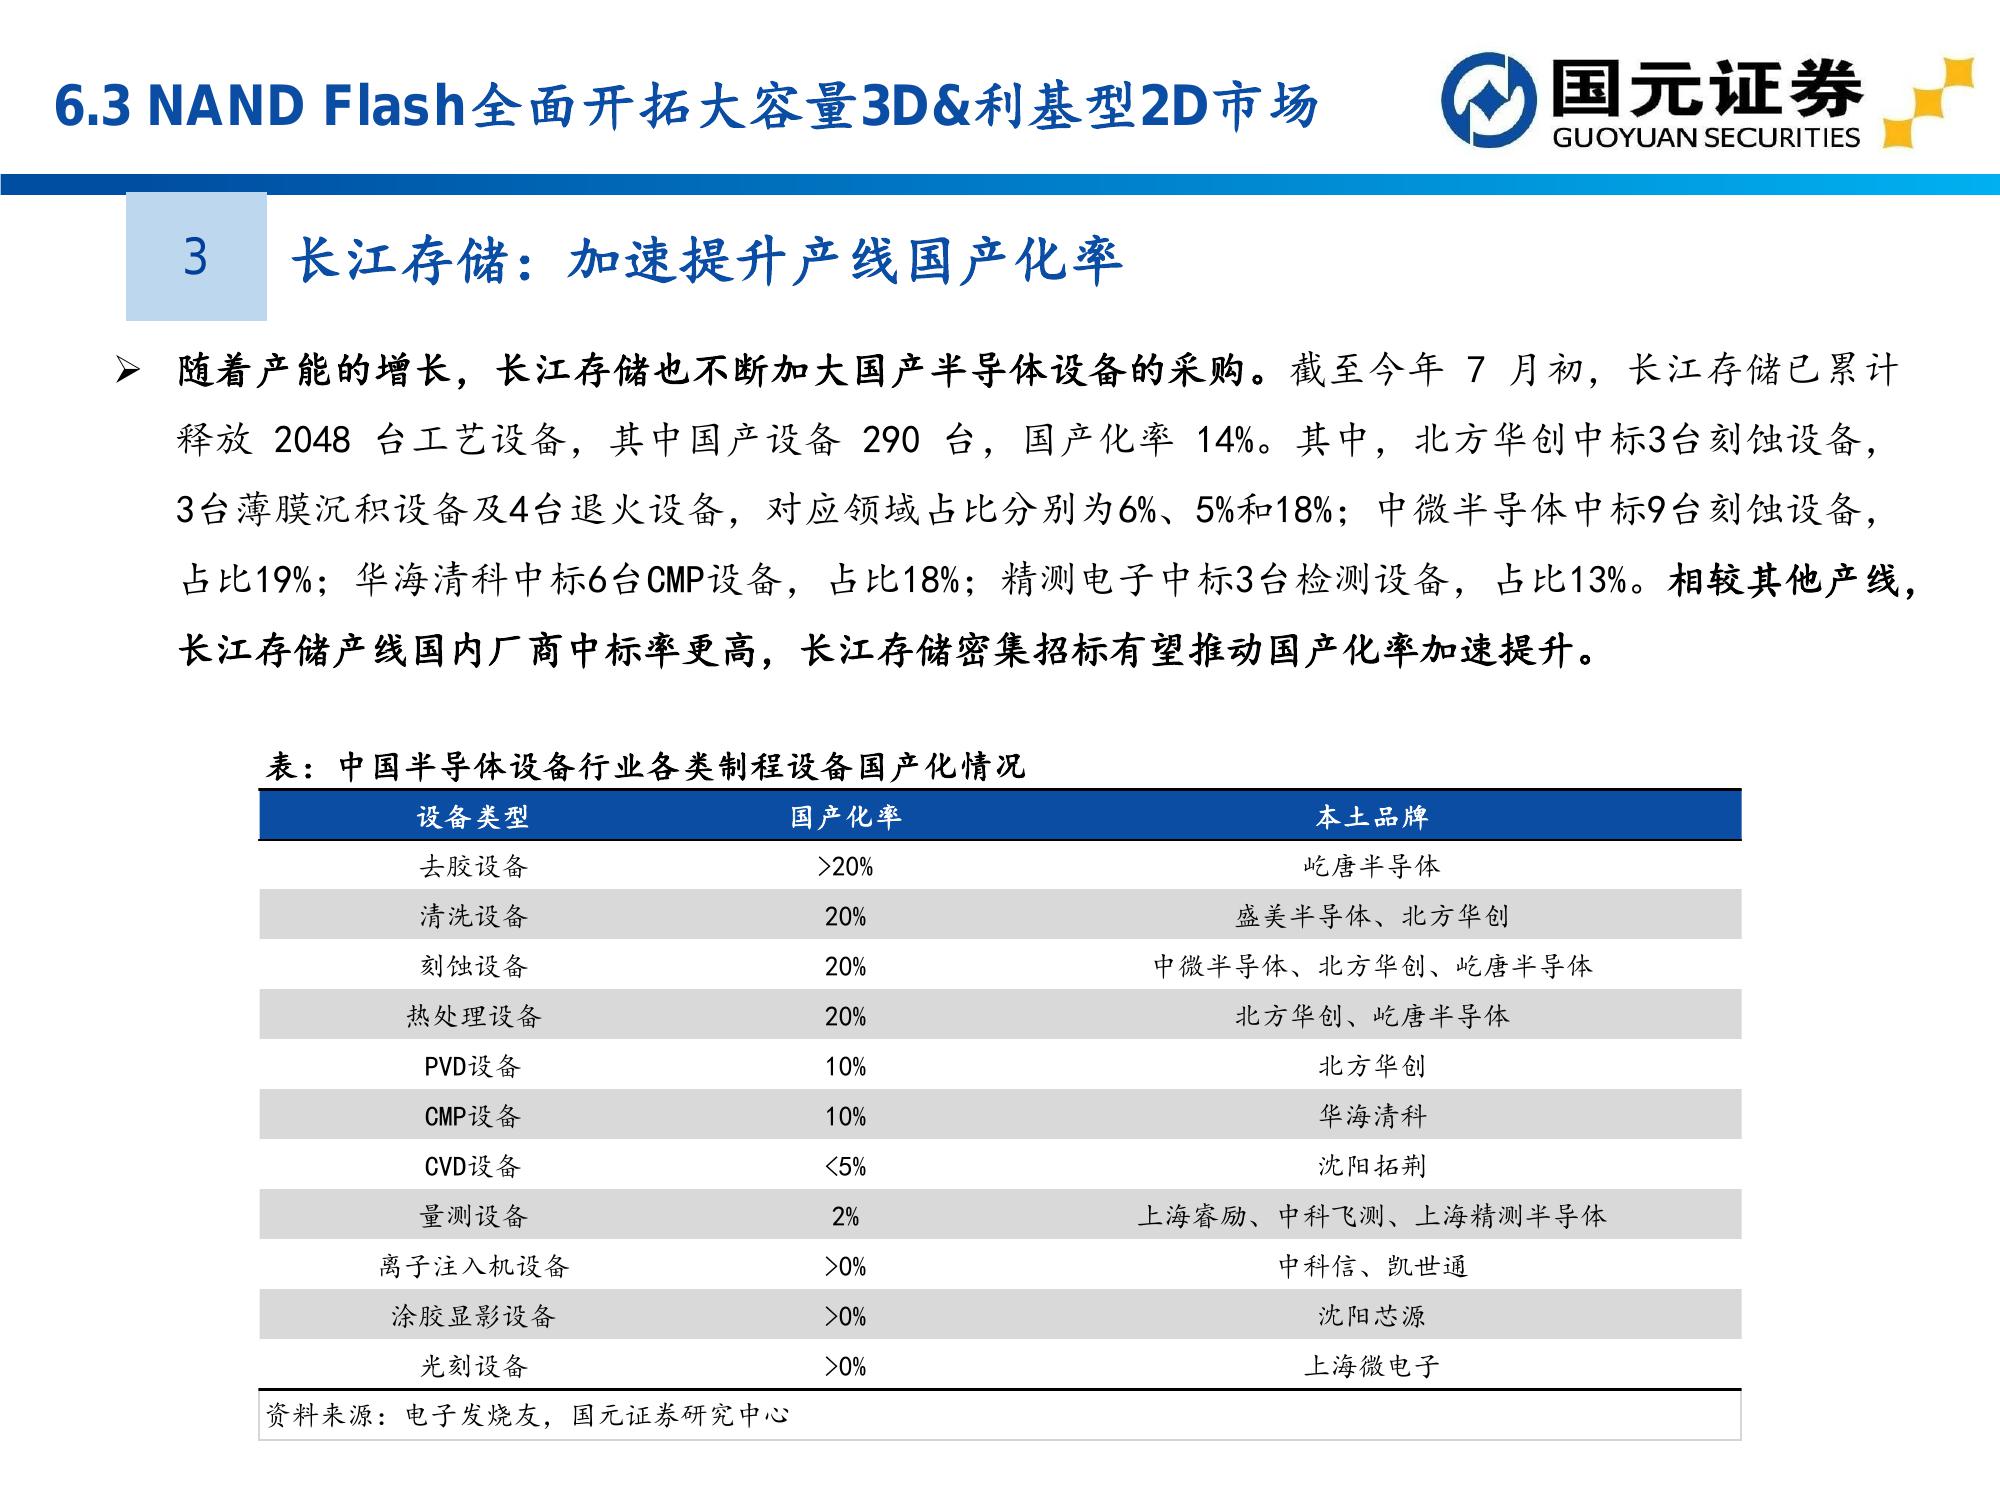 6.3 NAND Flash全面开拓大容量3D&利基型2D市场
国元证券
GUOYUAN SECURITIES
3
长江存储：加速提升产线国产化率
➢ 随着产能的增长，长江存储也不断加大国产半导体设备的采购。截至今年 7 月初，长江存储已累计
释放 2048 台工艺设备，其中国产设备 290 台，国产化率 14%。其中，北方华创中标3台刻蚀设备，
3台薄膜沉积设备及4台退火设备，对应领域占比分别为6%、5%和18%；中微半导体中标9台刻蚀设备，
占比19%；华海清科中标6台CMP设备，占比18%；精测电子中标3台检测设备，占比13%。相较其他产线，
长江存储产线国内厂商中标率更高，长江存储密集招标有望推动国产化率加速提升。
表：中国半导体设备行业各类制程设备国产化情况
设备类型 国产化率 本土品牌
去胶设备 >20% 屹唐半导体
清洗设备 20% 盛美半导体、北方华创
刻蚀设备 20% 中微半导体、北方华创、屹唐半导体
热处理设备 20% 北方华创、屹唐半导体
PVD设备 10% 北方华创
CMP设备 10% 华海清科
CVD设备 <5% 沈阳拓荆
量测设备 2% 上海睿励、中科飞测、上海精测半导体
离子注入机设备 >0% 中科信、凯世通
涂胶显影设备 >0% 沈阳芯源
光刻设备 >0% 上海微电子
资料来源：电子发烧友，国元证券研究中心